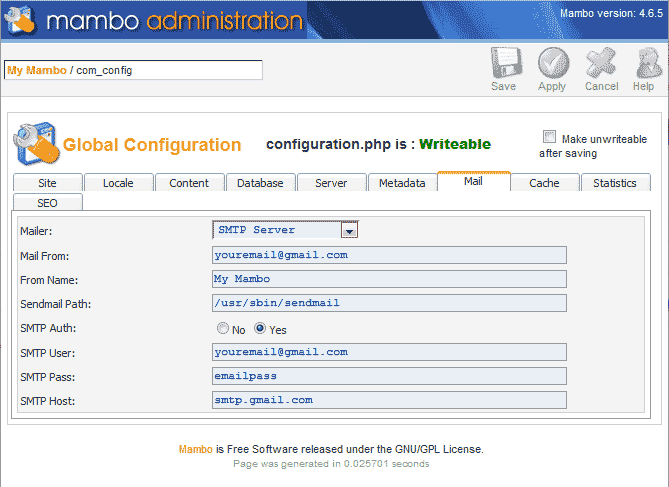 mambo administration
Mambo version: 4.6.5
My Mambo / com_config
Save Apply Cancel Help
Global Configuration
configuration.php is : Writeable
Make unwriteable
after saving
Site Locale Content Database Server Metadata Mail Cache Statistics
SEO
Mailer: SMTP Server
Mail From: youremail@gmail.com
From Name: My Mambo
Sendmail Path: /usr/sbin/sendmail
SMTP Auth: No Yes
SMTP User: youremail@gmail.com
SMTP Pass: emailpass
SMTP Host: smtp.gmail.com
Mambo is Free Software released under the GNU/GPL License.
Page was generated in 0.025701 seconds